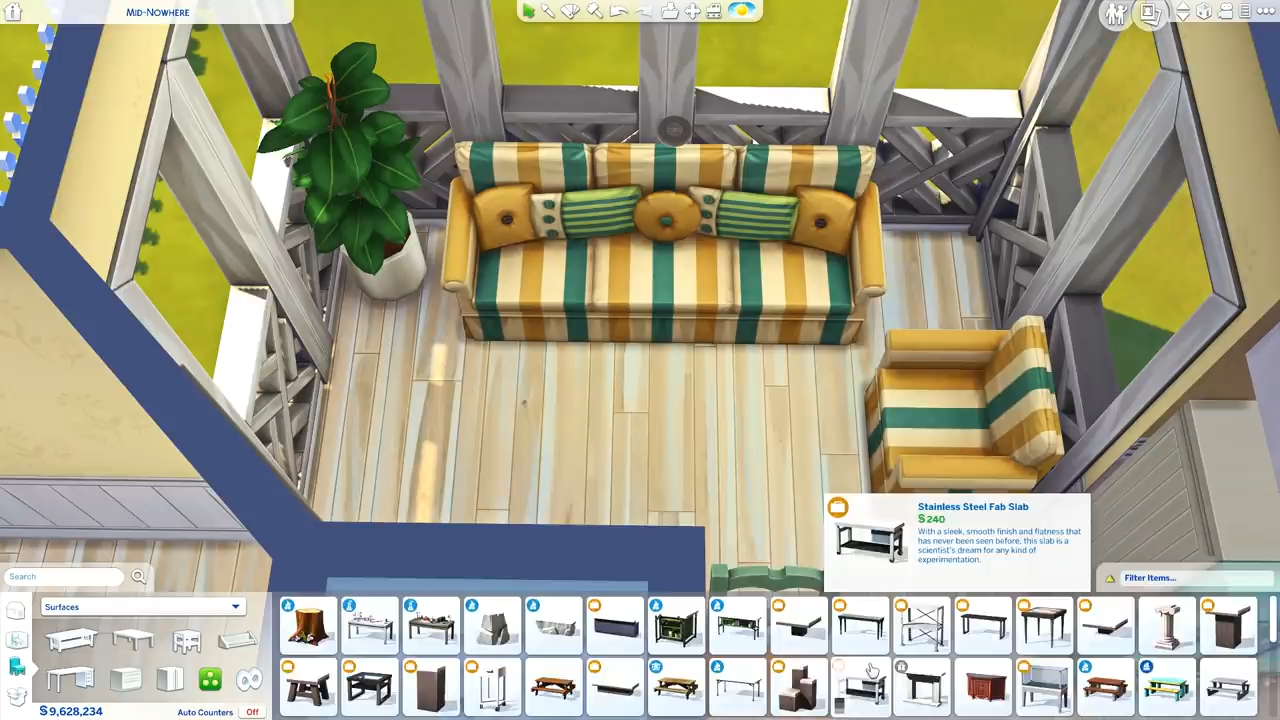 Mid-Nowhere
Stainless Steel Fab Slab
§240
With a sleek, smooth finish and flatness that
has never been seen before, this slab is a
scientist's dream for any kind of
experimentation.
Search
Filter Items...
Surfaces
§9,628,234
Auto Counters
Off